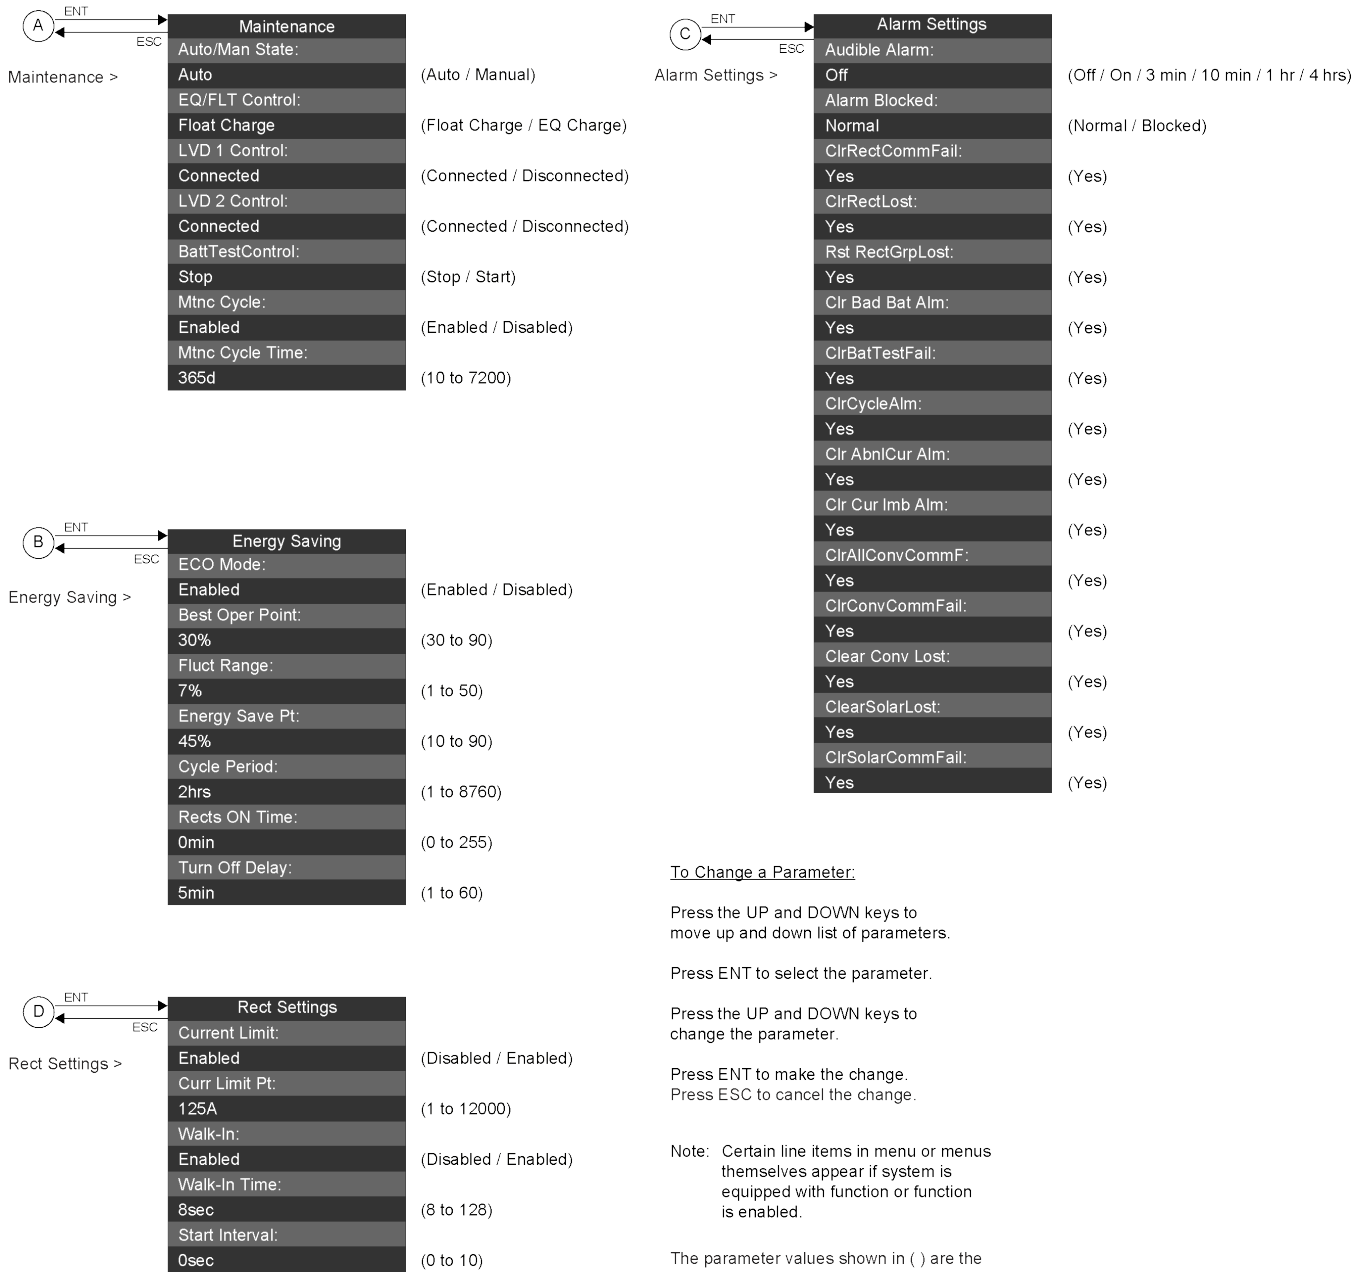 A
ENT
ESC
Maintenance >
Maintenance
Auto/Man State:
Auto (Auto / Manual)
EQ/FLT Control:
Float Charge (Float Charge / EQ Charge)
LVD 1 Control:
Connected (Connected / Disconnected)
LVD 2 Control:
Connected (Connected / Disconnected)
BattTestControl:
Stop (Stop / Start)
Mtnc Cycle:
Enabled (Enabled / Disabled)
Mtnc Cycle Time:
365d (10 to 7200)
B
ENT
ESC
Energy Saving >
Energy Saving
ECO Mode:
Enabled (Enabled / Disabled)
Best Oper Point:
30% (30 to 90)
Fluct Range:
7% (1 to 50)
Energy Save Pt:
45% (10 to 90)
Cycle Period:
2hrs (1 to 8760)
Rects ON Time:
0min (0 to 255)
Turn Off Delay:
5min (1 to 60)
D
ENT
ESC
Rect Settings >
Rect Settings
Current Limit:
Enabled (Disabled / Enabled)
Curr Limit Pt:
125A (1 to 12000)
Walk-In:
Enabled (Disabled / Enabled)
Walk-In Time:
8sec (8 to 128)
Start Interval:
0sec (0 to 10)
C
ENT
ESC
Alarm Settings >
Alarm Settings
Audible Alarm:
Off (Off / On / 3 min / 10 min / 1 hr / 4 hrs)
Alarm Blocked:
Normal (Normal / Blocked)
ClrRectCommFail:
Yes (Yes)
ClrRectLost:
Yes (Yes)
Rst RectGrpLost:
Yes (Yes)
Clr Bad Bat Alm:
Yes (Yes)
ClrBatTestFail:
Yes (Yes)
ClrCycleAlm:
Yes (Yes)
Clr AbnlCur Alm:
Yes (Yes)
Clr Cur Imb Alm:
Yes (Yes)
ClrAllConvCommF:
Yes (Yes)
ClrConvCommFail:
Yes (Yes)
Clear Conv Lost:
Yes (Yes)
ClearSolarLost:
Yes (Yes)
ClrSolarCommFail:
Yes (Yes)
To Change a Parameter:
Press the UP and DOWN keys to
move up and down list of parameters.
Press ENT to select the parameter.
Press the UP and DOWN keys to
change the parameter.
Press ENT to make the change.
Press ESC to cancel the change.
Note: Certain line items in menu or menus
themselves appear if system is
equipped with function or function
is enabled.
The parameter values shown in ( ) are the